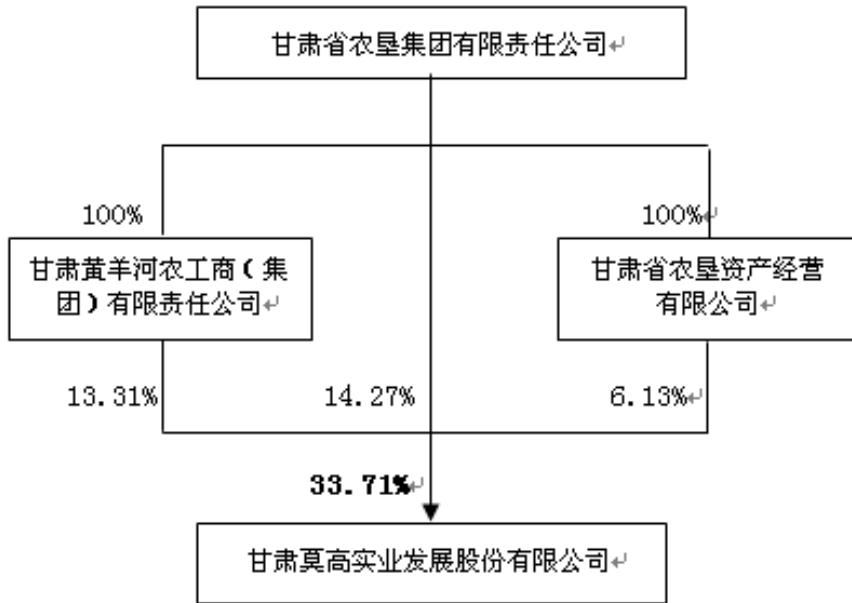 甘肃省农垦集团有限责任公司↵
100%
100%↵
甘肃黄羊河农工商（集
团）有限责任公司↵
甘肃省农垦资产经营
有限公司↵
13.31%
14.27%
6.13%↵
33.71%↵
甘肃莫高实业发展股份有限公司↵